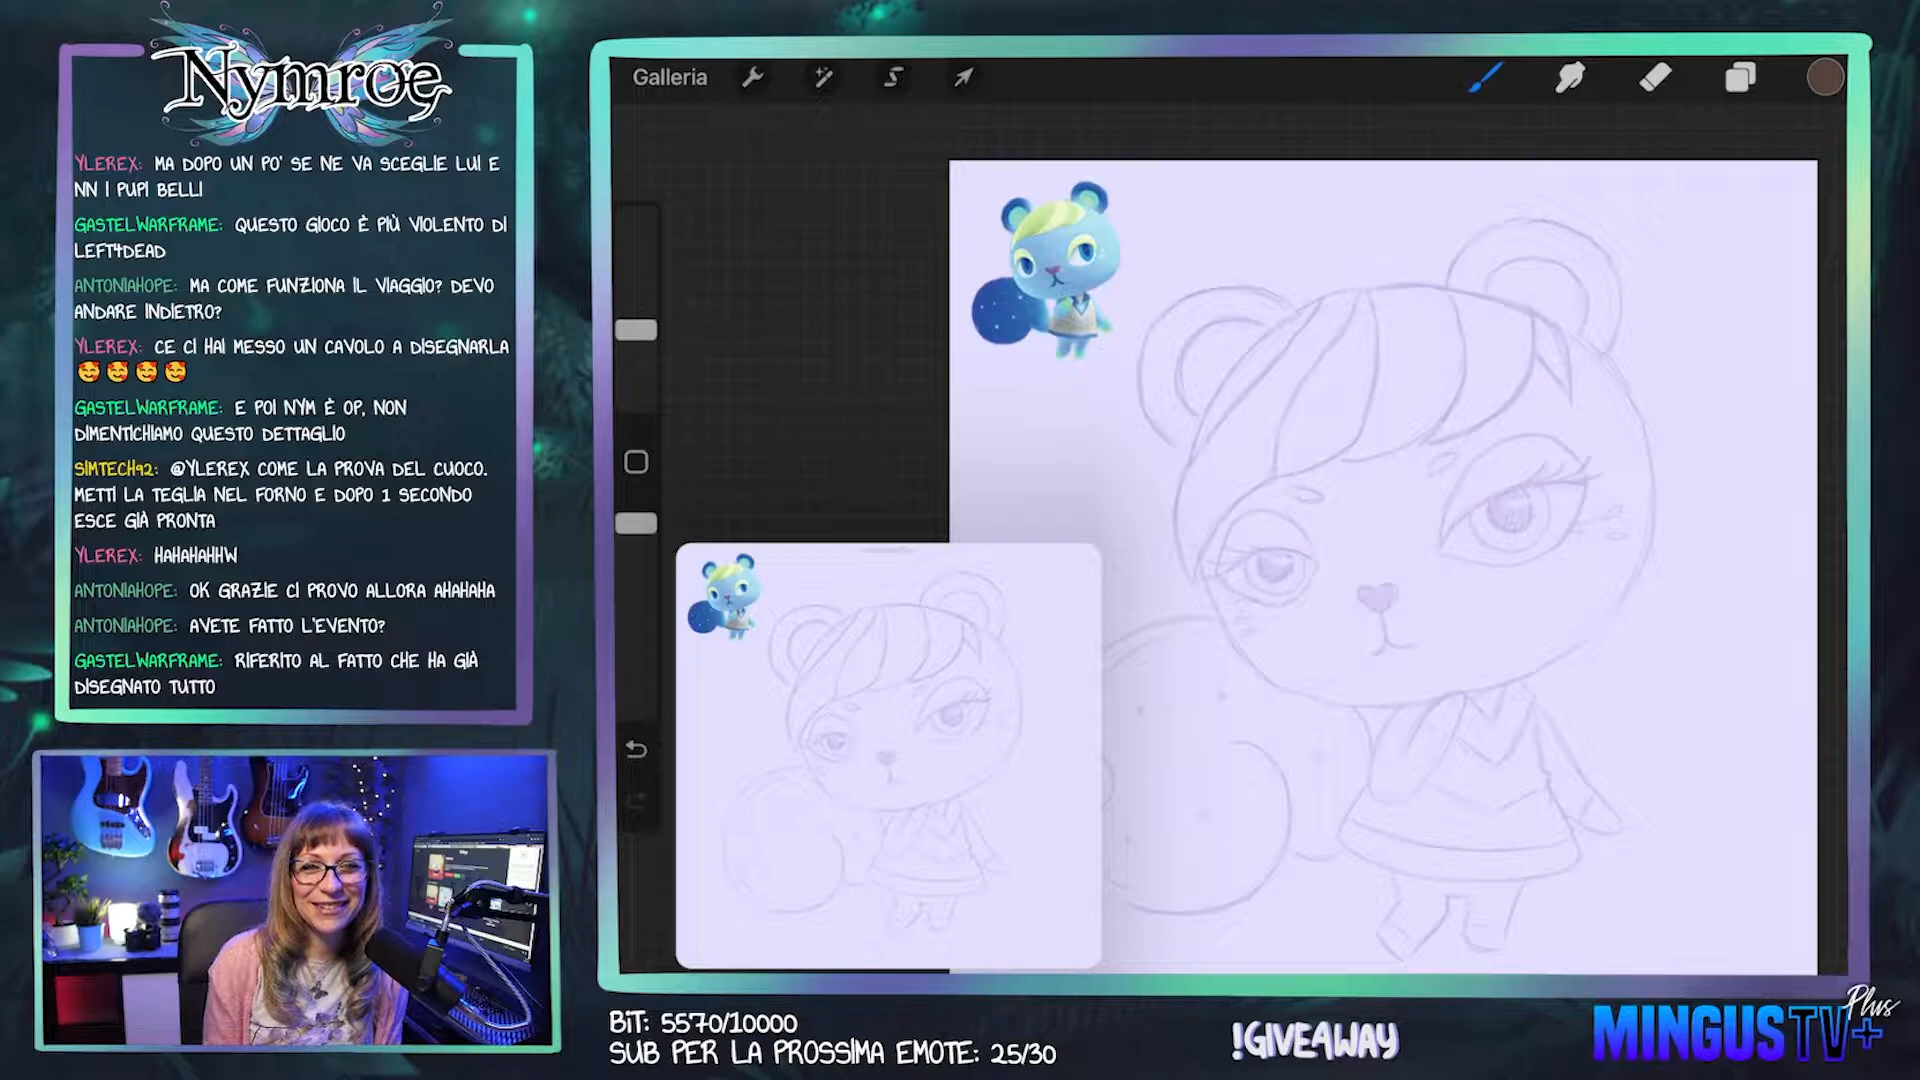 Nymroe
YLEREX: MA DOPO UN PO' SE NE VA SCEGLIE LUI E
NN I PUPI BELLI
GASTELWARFRAME: QUESTO GIOCO È PIÙ VIOLENTO DI
LEFT4DEAD
ANTONIAHOPE: MA COME FUNZIONA IL VIAGGIO? DEVO
ANDARE INDIETRO?
YLEREX: CE CI HAI MESSO UN CAVOLO A DISEGNARLA
🥰 🥰 🥰 🥰
GASTELWARFRAME: E POI NYM È OP, NON
DIMENTICHIAMO QUESTO DETTAGLIO
SIMTECH92: @YLEREX COME LA PROVA DEL CUOCO.
METTI LA TEGLIA NEL FORNO E DOPO 1 SECONDO
ESCE GIÀ PRONTA
YLEREX: HAHAHAHHW
ANTONIAHOPE: OK GRAZIE CI PROVO ALLORA AHAHAHA
ANTONIAHOPE: AVETE FATTO L'EVENTO?
GASTELWARFRAME: RIFERITO AL FATTO CHE HA GIÀ
DISEGNATO TUTTO
Galleria
BIT: 5570/10000
SUB PER LA PROSSIMA EMOTE: 25/30
!GIVEAWAY
MINGUSTV+
Plus